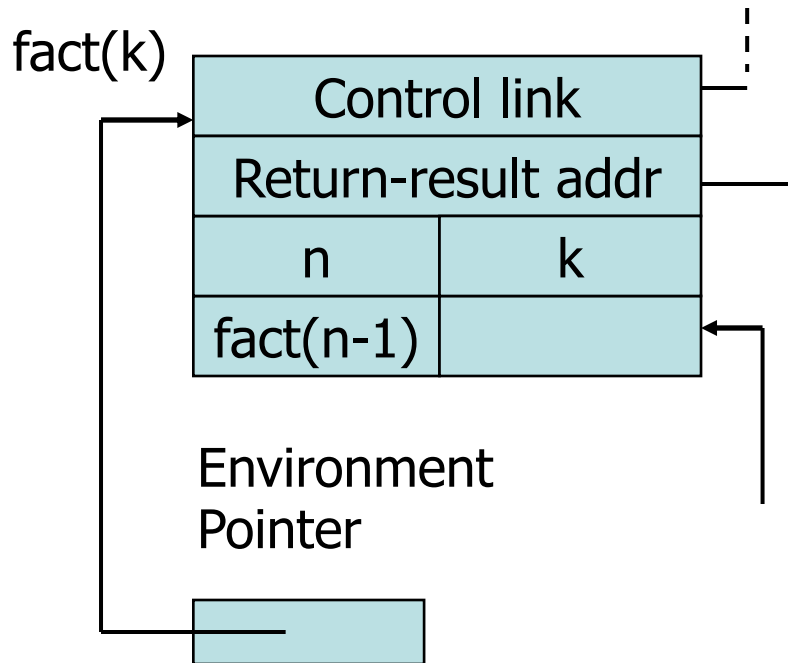 fact(k)
Control link
Return-result addr
n k
fact(n-1)
Environment
Pointer